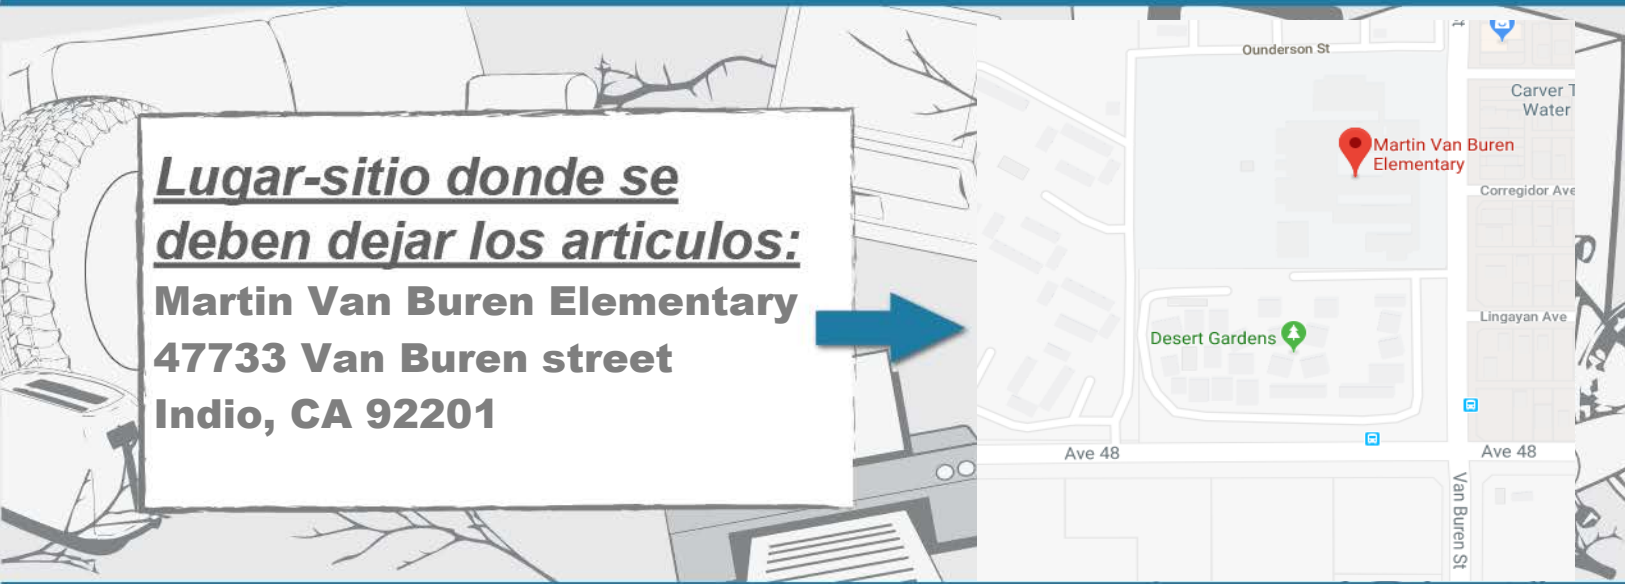 Lugar-sitio donde se
deben dejar los articulos:
Martin Van Buren Elementary
47733 Van Buren street
Indio, CA 92201
Ounderson St
Carver T
Water
Martin Van Buren
Elementary
Corregidor Ave
Lingayan Ave
Desert Gardens
Ave 48
Ave 48
Van Buren St